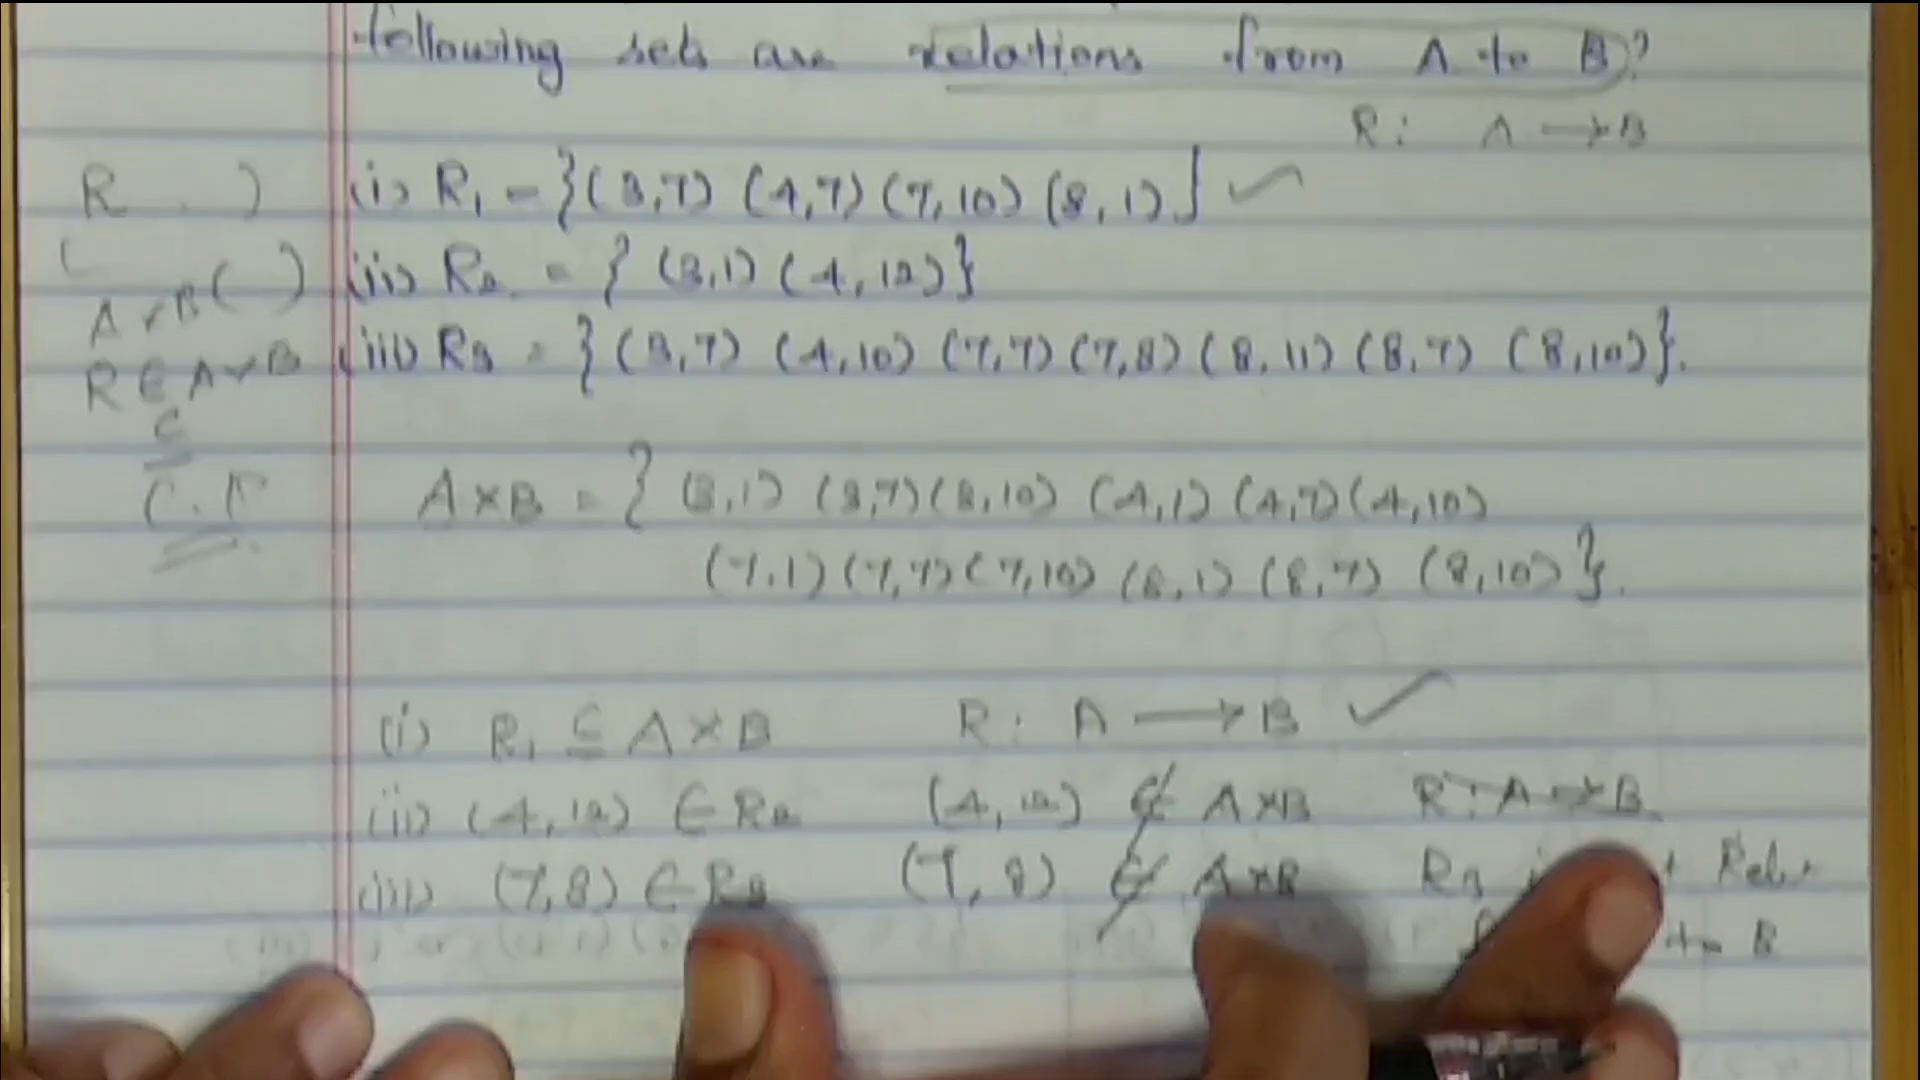 following sets are relations from A to B?
R: A → B
(i) R₁ = {(3,7) (4,7) (7,10) (8,1)} ✓
(ii) R₂ = {(3,1) (4,12)}
(iii) R₃ = {(3,7) (4,10) (7,7) (7,8) (8,11) (8,7) (8,10)}.
R . )
(
A×B ( )
R ∈ A×B
⊆
C.P
A×B = { (3,1) (3,7) (3,10) (4,1) (4,7) (4,10)
(7,1) (7,7) (7,10) (8,1) (8,7) (8,10) }.
(i) R₁ ⊆ A×B R: A → B ✓
(ii) (4,12) ∈ R₂ (4,12) ∉ A×B R: A → B
(iii) (7,8) ∈ R₃ (7,8) ∉ A×B R₃ Rel.
to B